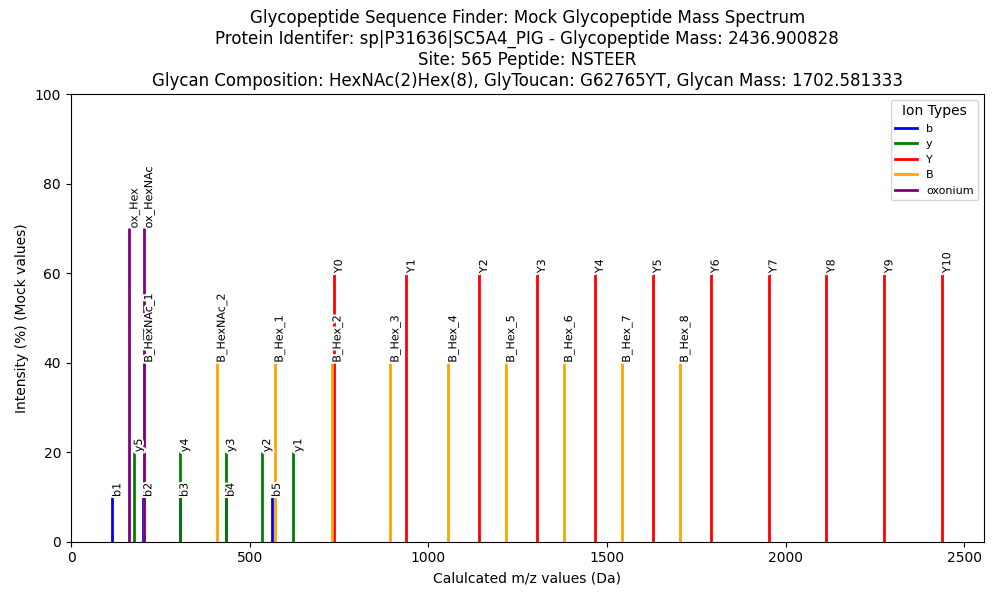 Glycopeptide Sequence Finder: Mock Glycopeptide Mass Spectrum
Protein Identifer: sp|P31636|SC5A4_PIG - Glycopeptide Mass: 2436.900828
Site: 565 Peptide: NSTEER
Glycan Composition: HexNAc(2)Hex(8), GlyToucan: G62765YT, Glycan Mass: 1702.581333
100
80
60
40
20
0
Intensity (%) (Mock values)
Ion Types
b
y
Y
B
oxonium
ox_Hex
ox_HexNAc
Y0
Y1
Y2
Y3
Y4
Y5
Y6
Y7
Y8
Y9
Y10
B_HexNAc_1
B_HexNAc_2
B_Hex_1
B_Hex_2
B_Hex_3
B_Hex_4
B_Hex_5
B_Hex_6
B_Hex_7
B_Hex_8
y5
y4
y3
y2
y1
b1
b2
b3
b4
b5
0
500
1000
1500
2000
2500
Calulcated m/z values (Da)